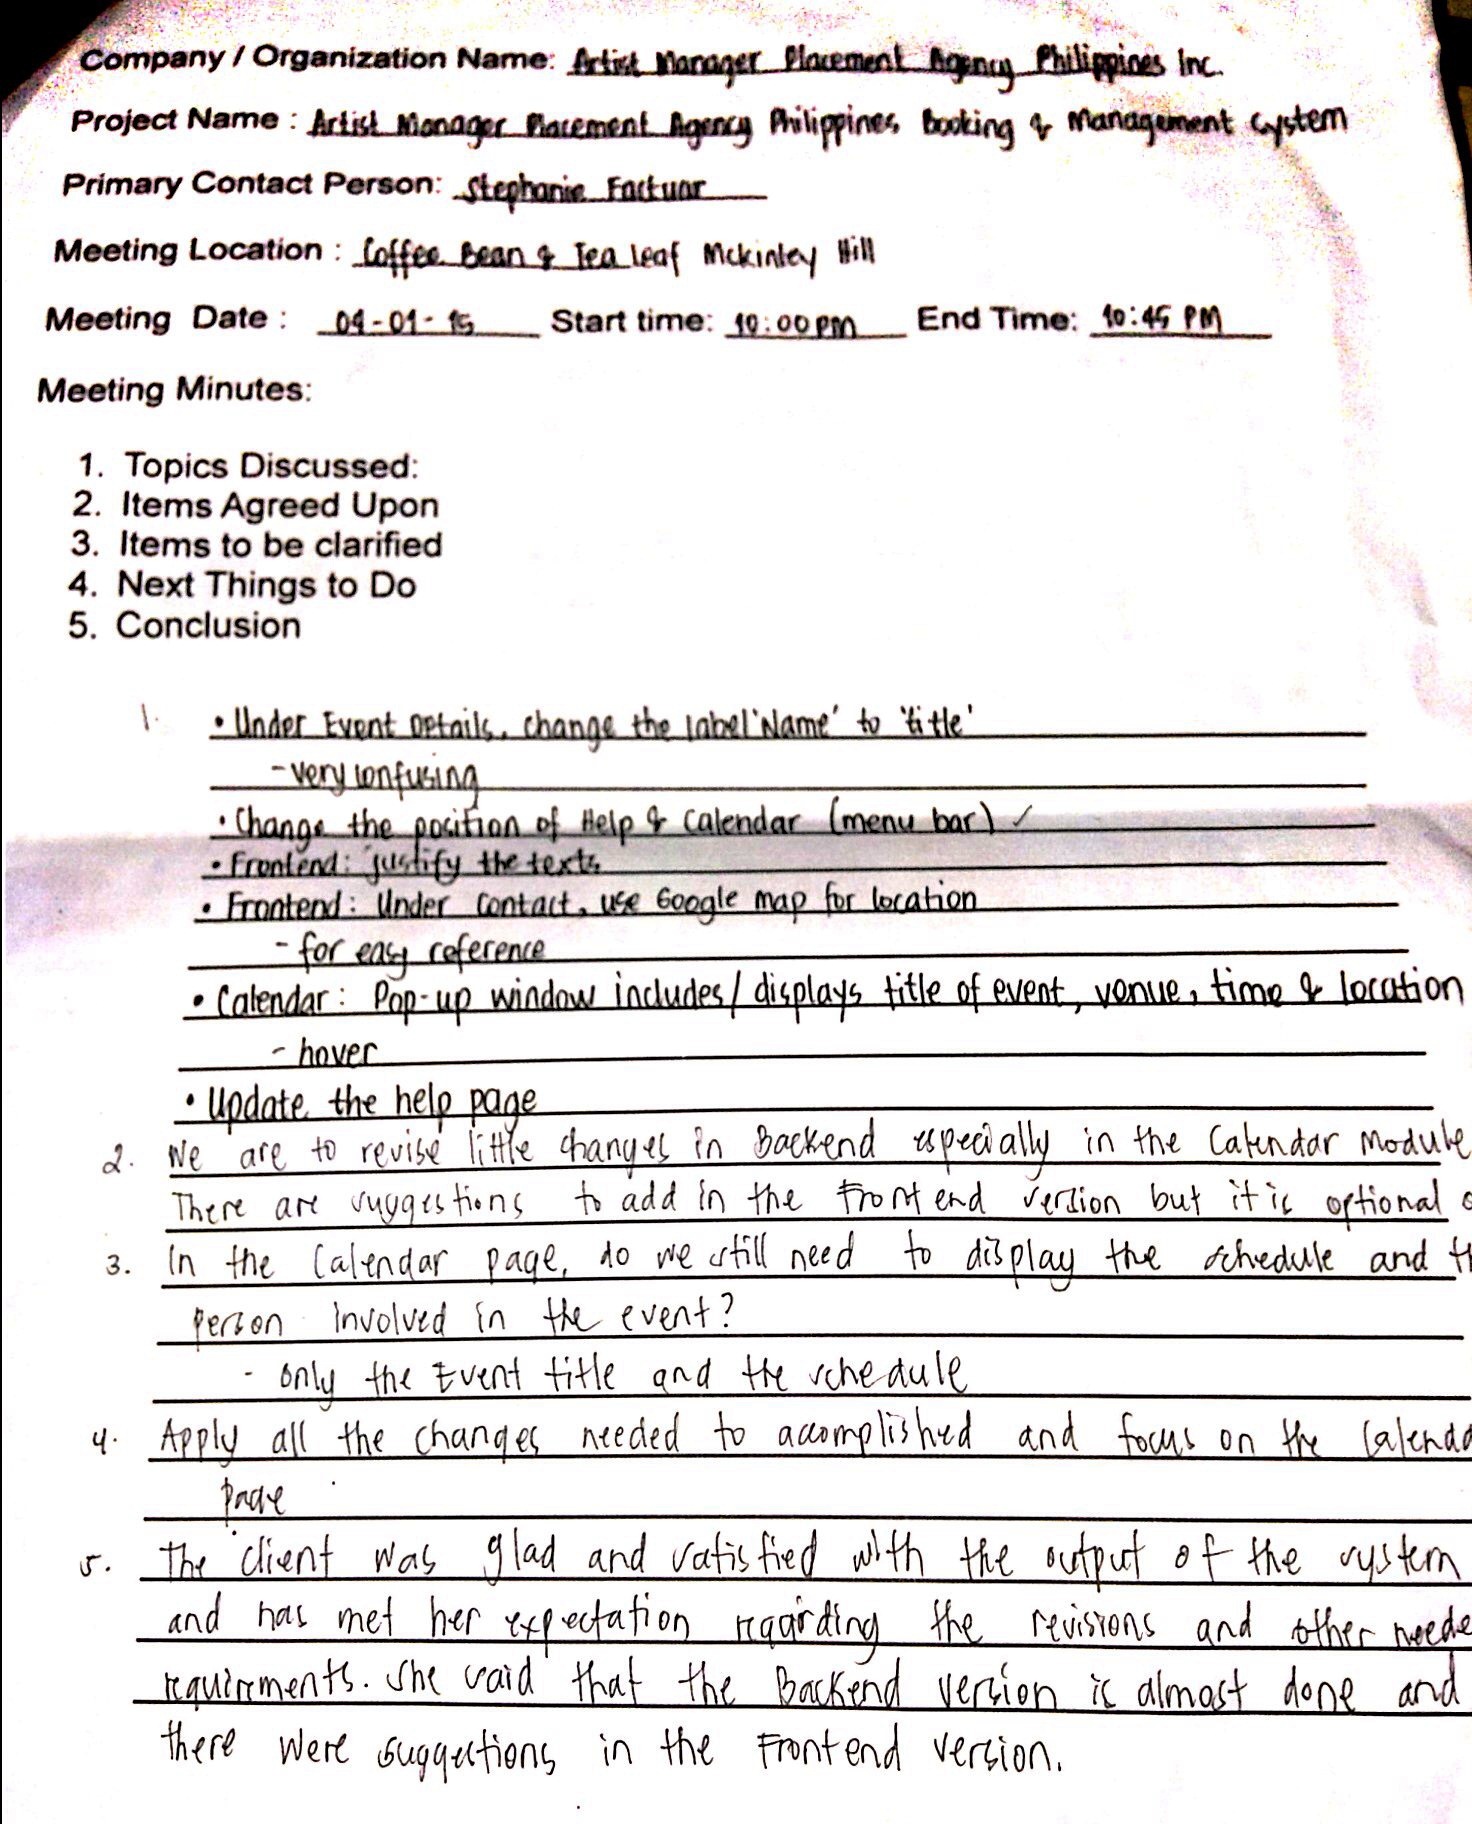 Company / Organization Name: Artist Manager Placement Agency Philippines Inc.
Project Name : Artist Manager Placement Agency Philippines Booking & Management System
Primary Contact Person: Stephanie Factuar
Meeting Location : Coffee Bean & Tea Leaf Mckinley Hill
Meeting Date : 09-01-15 Start time: 10:00 pm End Time: 10:45 PM
Meeting Minutes:
1. Topics Discussed:
2. Items Agreed Upon
3. Items to be clarified
4. Next Things to Do
5. Conclusion
1. • Under Event Details, change the label 'Name' to 'title'
- very confusing
• Change the position of Help & Calendar (menu bar) ✓
• Frontend: justify the texts
• Frontend: Under Contact, use Google map for location
- for easy reference
• Calendar: Pop-up window includes/displays title of event, venue, time & location
- hover
• Update the help page
2. We are to revise little changes in Backend especially in the Calendar Module
There are suggestions to add in the Front end version but it is optional
3. In the Calendar page, do we still need to display the schedule and th
person involved in the event?
- only the Event title and the schedule
4. Apply all the changes needed to accomplished and focus on the Calenda
page
5. The client was glad and satisfied with the output of the system
and has met her expectation regarding the revisions and other neede
requirements. She said that the Backend version is almost done and
there were suggestions in the Frontend version.